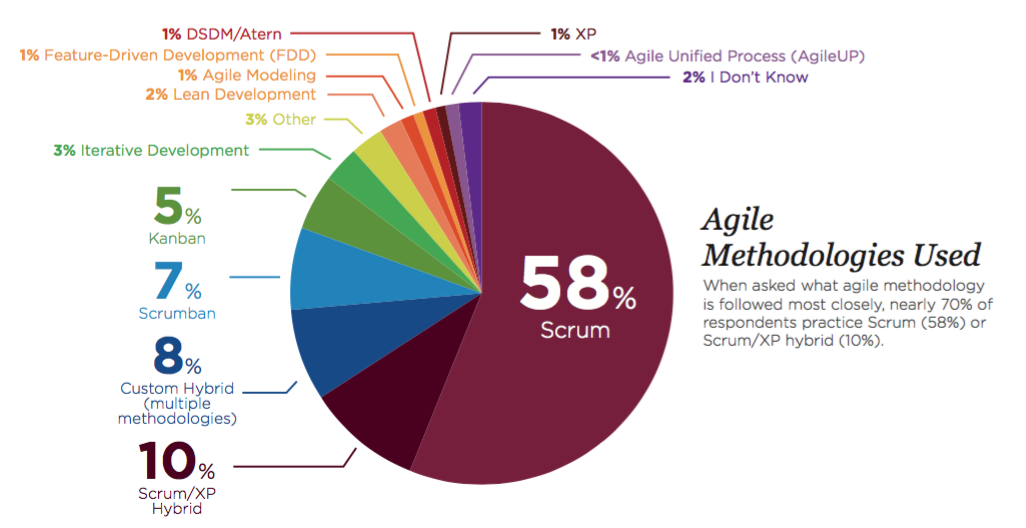 1% DSDM/Atern
1% XP
1% Feature-Driven Development (FDD)
<1% Agile Unified Process (AgileUP)
1% Agile Modeling
2% I Don't Know
2% Lean Development
3% Other
3% Iterative Development
5%
Kanban
7%
Scrumban
8%
Custom Hybrid
(multiple
methodologies)
10%
Scrum/XP
Hybrid
58%
Scrum
Agile
Methodologies Used
When asked what agile methodology
is followed most closely, nearly 70% of
respondents practice Scrum (58%) or
Scrum/XP hybrid (10%).